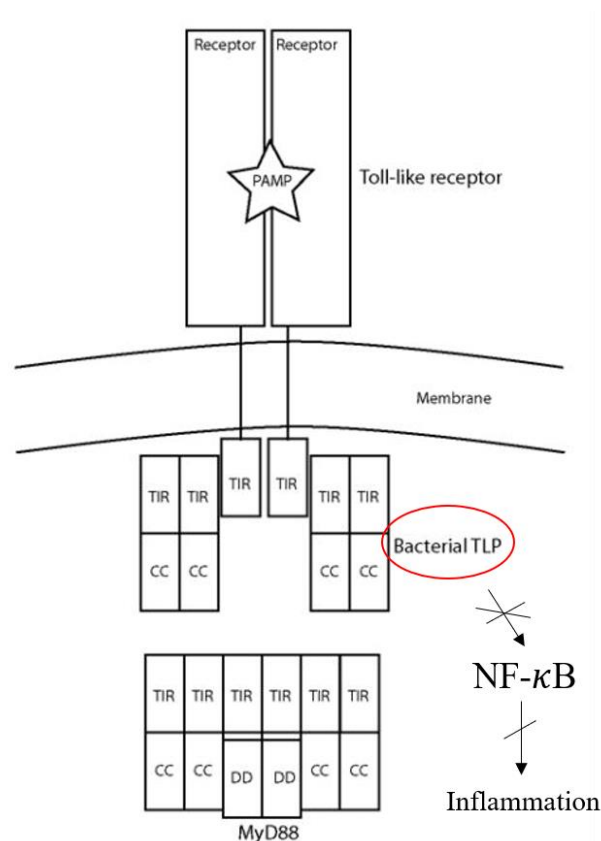 Receptor Receptor
PAMP
Toll-like receptor
Membrane
TIR TIR TIR TIR TIR TIR
Bacterial TLP
CC CC CC CC
NF-κB
TIR TIR TIR TIR TIR TIR
CC CC DD DD CC CC
Inflammation
MyD88